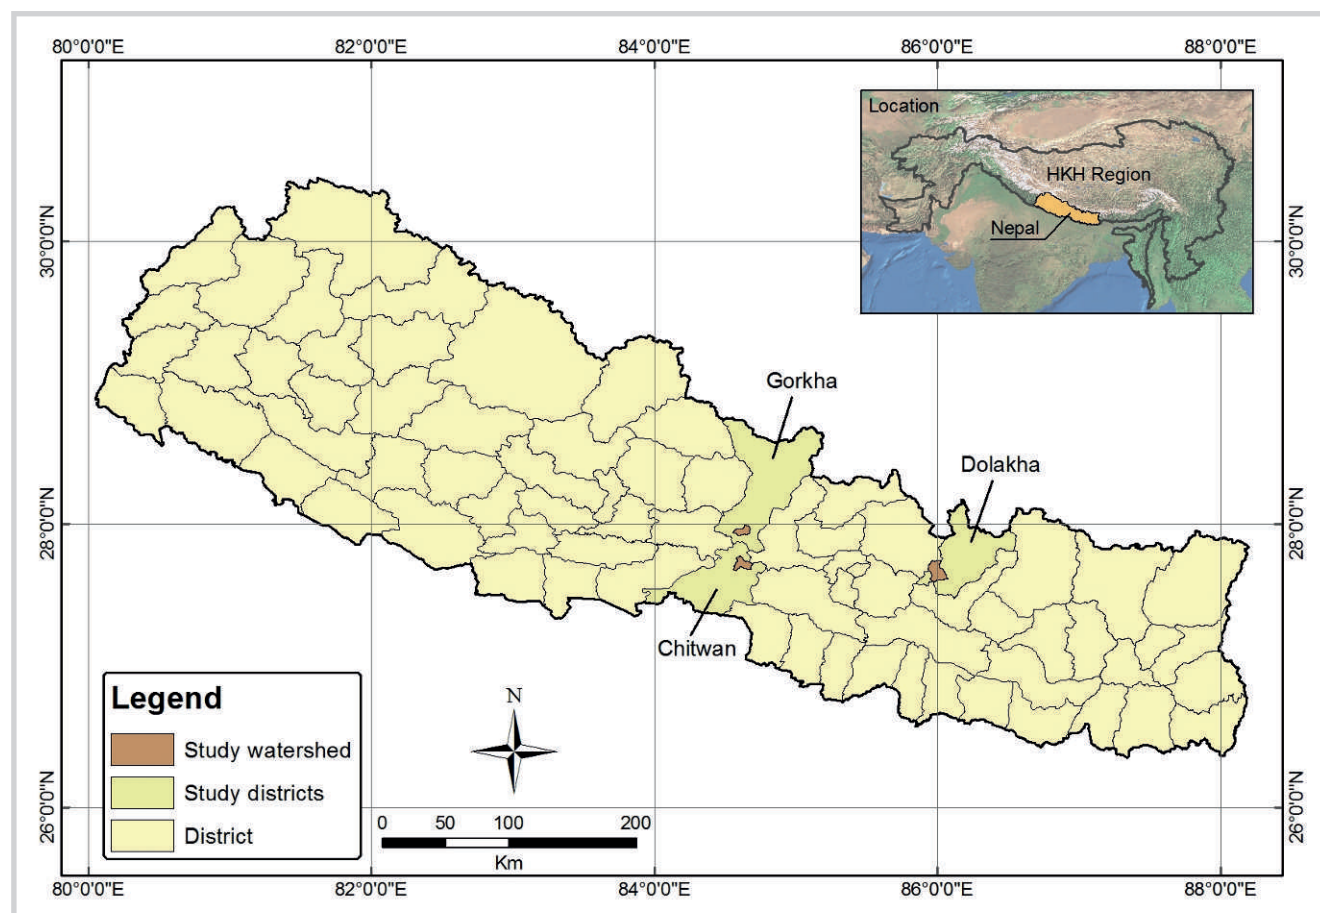 80°0'0"E 82°0'0"E 84°0'0"E 86°0'0"E 88°0'0"E
Location
HKH Region
Nepal
30°0'0"N 30°0'0"N
Gorkha
Dolakha
28°0'0"N 28°0'0"N
Chitwan
Legend
Study watershed
Study districts
District
N
0 50 100 200
Km
26°0'0"N 26°0'0"N
80°0'0"E 82°0'0"E 84°0'0"E 86°0'0"E 88°0'0"E